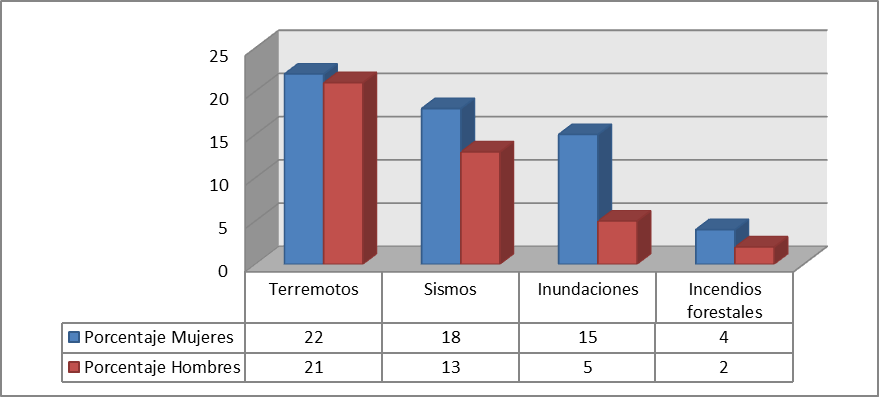 25
20
15
10
5
0
Terremotos Sismos Inundaciones Incendios
forestales
Porcentaje Mujeres 22 18 15 4
Porcentaje Hombres 21 13 5 2